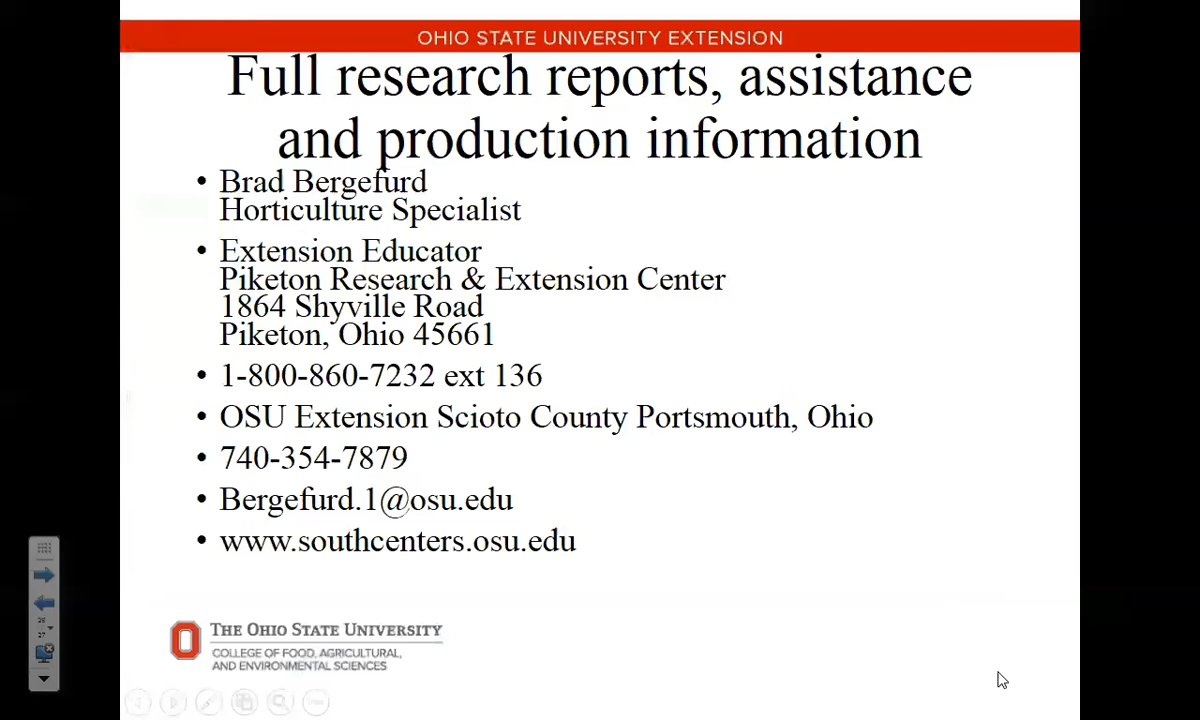 OHIO STATE UNIVERSITY EXTENSION
Full research reports, assistance
and production information
• Brad Bergefurd
Horticulture Specialist
• Extension Educator
Piketon Research & Extension Center
1864 Shyville Road
Piketon, Ohio 45661
• 1-800-860-7232 ext 136
• OSU Extension Scioto County Portsmouth, Ohio
• 740-354-7879
• Bergefurd.1@osu.edu
• www.southcenters.osu.edu
26
27
THE OHIO STATE UNIVERSITY
COLLEGE OF FOOD, AGRICULTURAL,
AND ENVIRONMENTAL SCIENCES